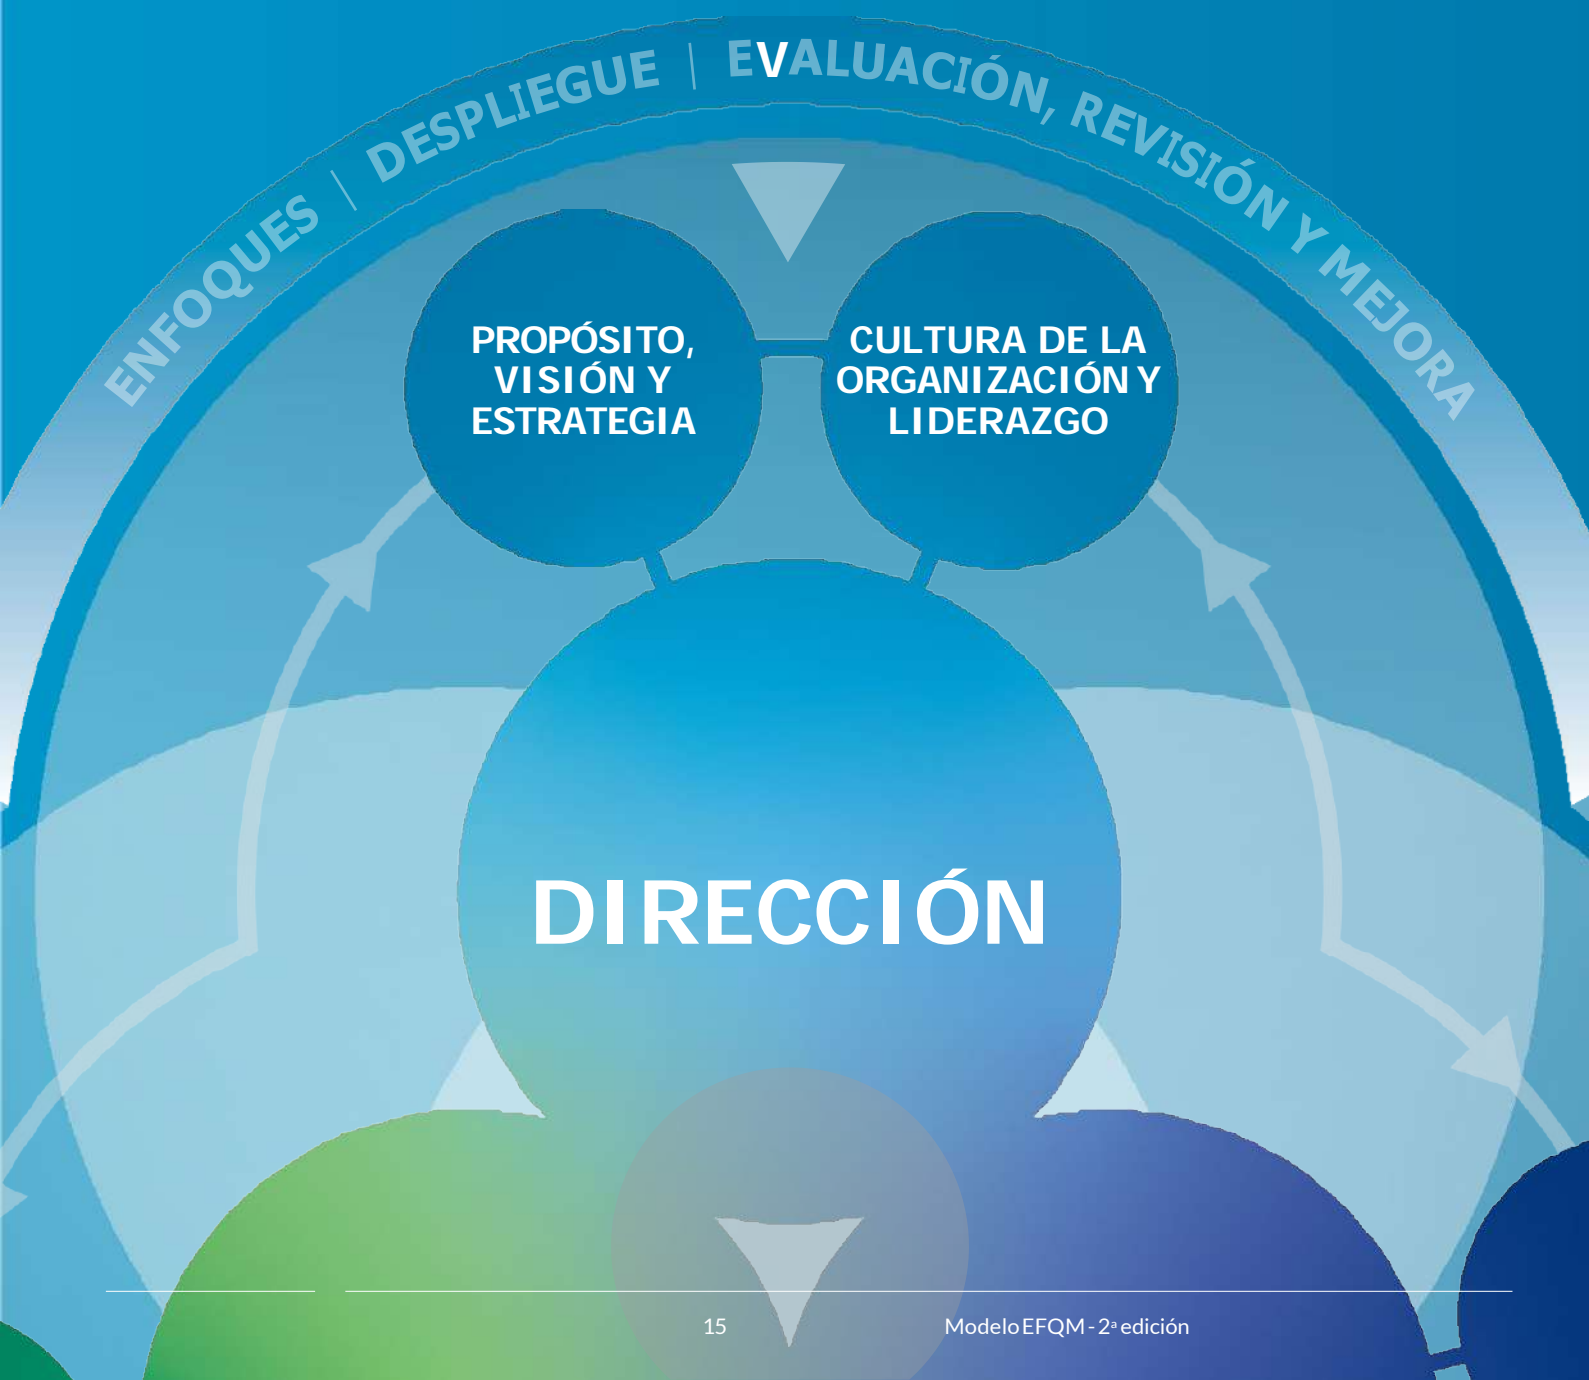 ENFOQUES | DESPLIEGUE | EVALUACIÓN, REVISIÓN Y MEJORA
PROPÓSITO,
VISIÓN Y
ESTRATEGIA
CULTURA DE LA
ORGANIZACIÓN Y
LIDERAZGO
DIRECCIÓN
15
Modelo EFQM - 2ª edición